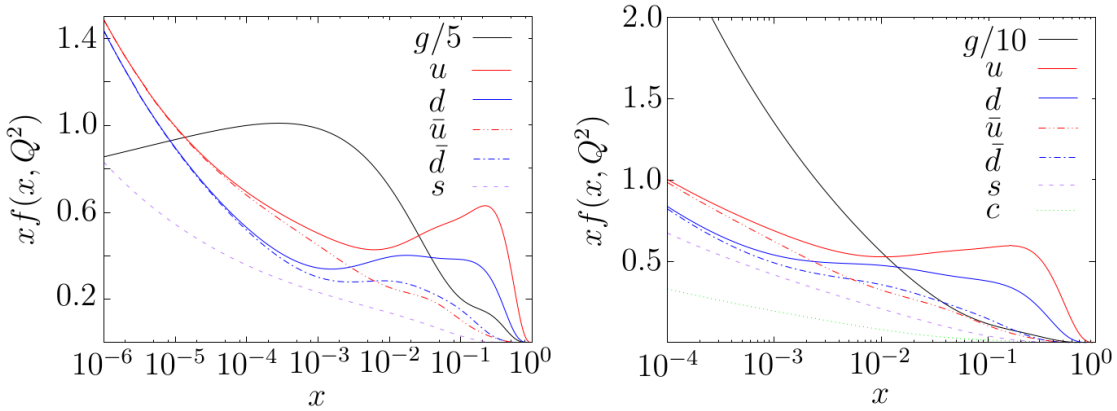 1.4
1.0
0.6
0.2
xf(x, Q²)
g/5
u
d
ū
d̄
s
10⁻⁶ 10⁻⁵ 10⁻⁴ 10⁻³ 10⁻² 10⁻¹ 10⁰
x
2.0
1.5
1.0
0.5
xf(x, Q²)
g/10
u
d
ū
d̄
s
c
10⁻⁴ 10⁻³ 10⁻² 10⁻¹ 10⁰
x